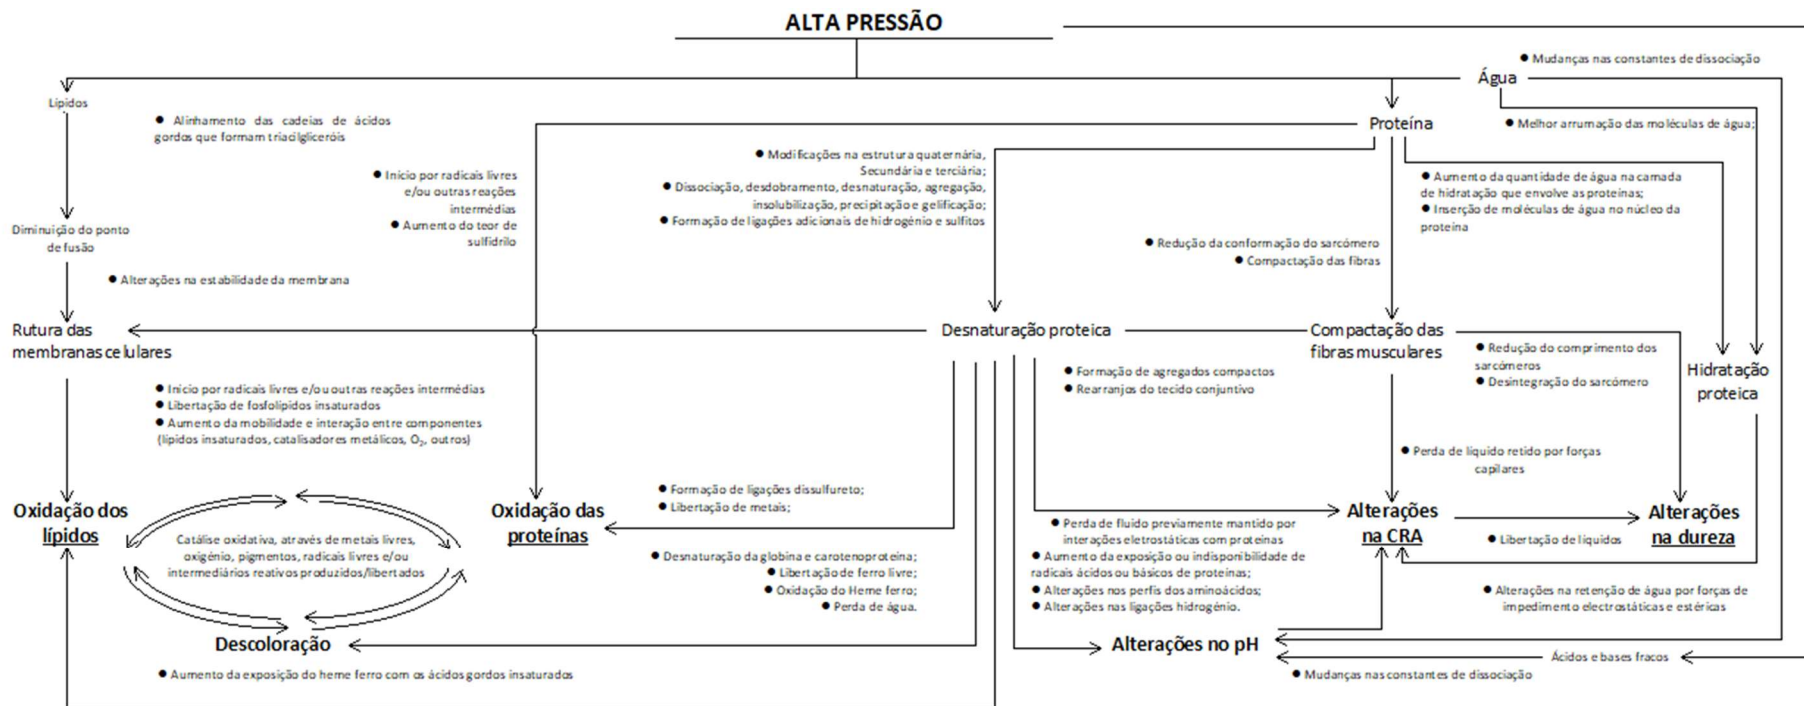 ALTA PRESSÃO
● Mudanças nas constantes de dissociação
Água
Lípidos
● Alinhamento das cadeias de ácidos
gordos que formam triacilgliceróis
Proteína
● Melhor arrumação das moléculas de água;
● Modificações na estrutura quaternária,
Secundária e terciária;
● Dissociação, desdobramento, desnaturação, agregação,
insolubilização, precipitação e gelificação;
● Formação de ligações adicionais de hidrogénio e sulfitos
● Início por radicais livres
e/ou outras reações
intermédias
● Aumento do teor de
sulfidrilo
● Aumento da quantidade de água na camada
de hidratação que envolve as proteínas;
● Inserção de moléculas de água no núcleo da
proteína
Diminuição do ponto
de fusão
● Redução da conformação do sarcómero
● Compactação das fibras
● Alterações na estabilidade da membrana
Rutura das
membranas celulares
Desnaturação proteica
Compactação das
fibras musculares
● Redução do comprimento dos
sarcómeros
● Desintegração do sarcómero
Hidratação
proteica
● Formação de agregados compactos
● Rearranjos do tecido conjuntivo
● Início por radicais livres e/ou outras reações intermédias
● Libertação de fosfolípidos insaturados
● Aumento da mobilidade e interação entre componentes
(lípidos insaturados, catalisadores metálicos, O₂, outros)
● Perda de líquido retido por forças
capilares
● Formação de ligações dissulfureto;
● Libertação de metais;
Oxidação dos
lípidos
Catálise oxidativa, através de metais livres,
oxigénio, pigmentos, radicais livres e/ou
intermediários reativos produzidos/libertados
Oxidação das
proteínas
Alterações
na CRA
Alterações
na dureza
● Libertação de líquidos
● Perda de fluido previamente mantido por
interações eletrostáticas com proteínas
● Aumento da exposição ou indisponibilidade de
radicais ácidos ou básicos de proteínas;
● Alterações nos perfis dos aminoácidos;
● Alterações nas ligações hidrogénio.
● Desnaturação da globina e carotenoproteína;
● Libertação de ferro livre;
● Oxidação do Heme ferro;
● Perda de água.
● Alterações na retenção de água por forças de
impedimento electrostáticas e estéricas
Descoloração
Alterações no pH
Ácidos e bases fracos
● Aumento da exposição do heme ferro com os ácidos gordos insaturados
● Mudanças nas constantes de dissociação